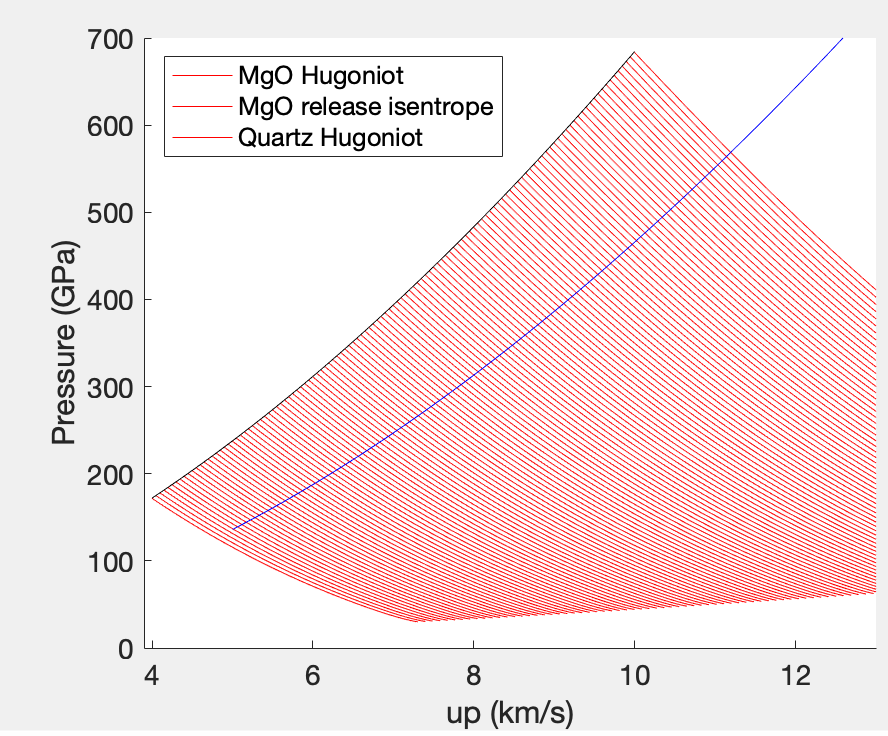 700
600
500
400
300
200
100
0
Pressure (GPa)
MgO Hugoniot
MgO release isentrope
Quartz Hugoniot
4 6 8 10 12
up (km/s)